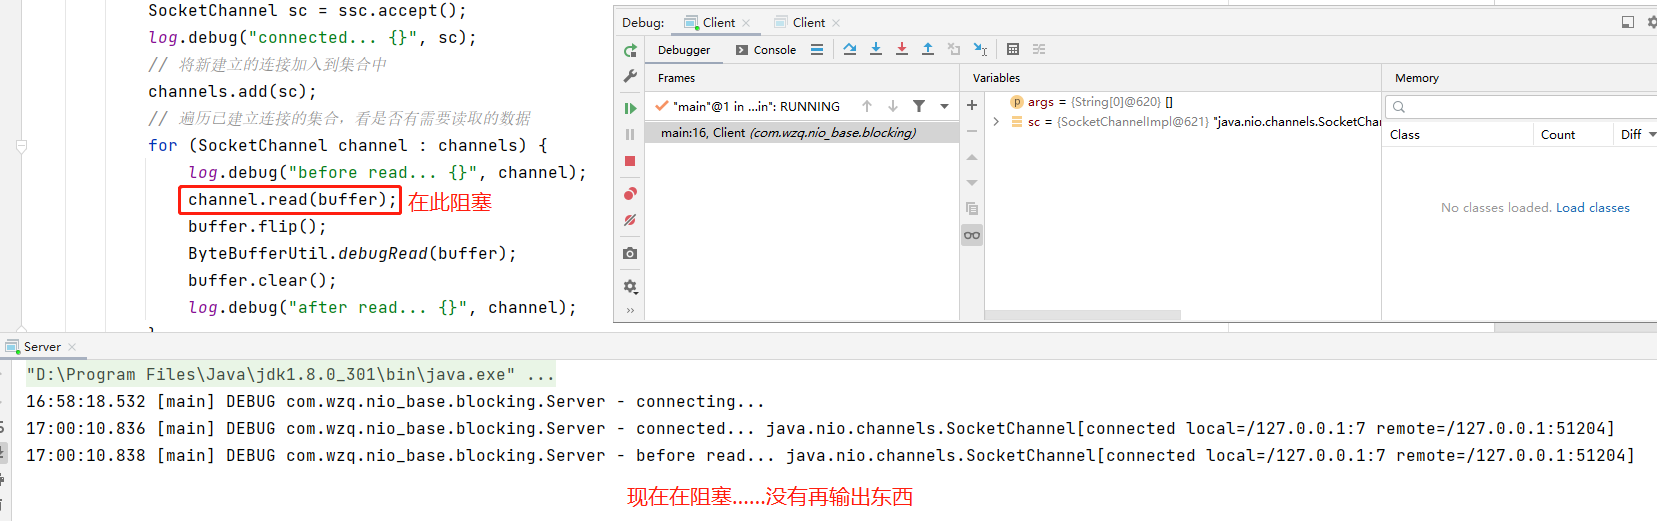 SocketChannel sc = ssc.accept();
log.debug("connected... {}", sc);
// 将新建立的连接加入到集合中
channels.add(sc);
// 遍历已建立连接的集合，看是否有需要读取的数据
for (SocketChannel channel : channels) {
log.debug("before read... {}", channel);
channel.read(buffer); 在此阻塞
buffer.flip();
ByteBufferUtil.debugRead(buffer);
buffer.clear();
log.debug("after read... {}", channel);
}
Debug: Client Client
Debugger Console
Frames Variables Memory
"main"@1 in ...in": RUNNING
main:16, Client (com.wzq.nio_base.blocking)
args = {String[0]@620} []
sc = {SocketChannelImpl@621} "java.nio.channels.SocketChan
Class Count Diff
No classes loaded. Load classes
Server
"D:\Program Files\Java\jdk1.8.0_301\bin\java.exe" ...
16:58:18.532 [main] DEBUG com.wzq.nio_base.blocking.Server - connecting...
17:00:10.836 [main] DEBUG com.wzq.nio_base.blocking.Server - connected... java.nio.channels.SocketChannel[connected local=/127.0.0.1:7 remote=/127.0.0.1:51204]
17:00:10.838 [main] DEBUG com.wzq.nio_base.blocking.Server - before read... java.nio.channels.SocketChannel[connected local=/127.0.0.1:7 remote=/127.0.0.1:51204]
现在在阻塞......没有再输出东西